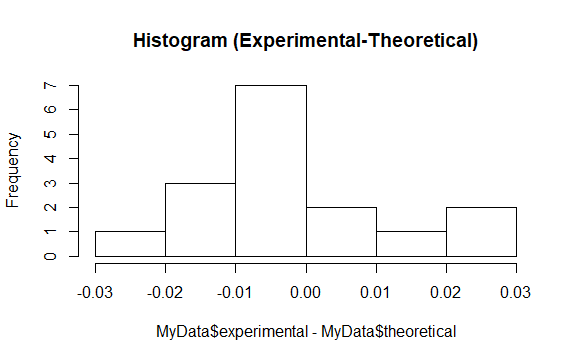 Histogram (Experimental-Theoretical)
Frequency
7
6
5
4
3
2
1
0
-0.03 -0.02 -0.01 0.00 0.01 0.02 0.03
MyData$experimental - MyData$theoretical